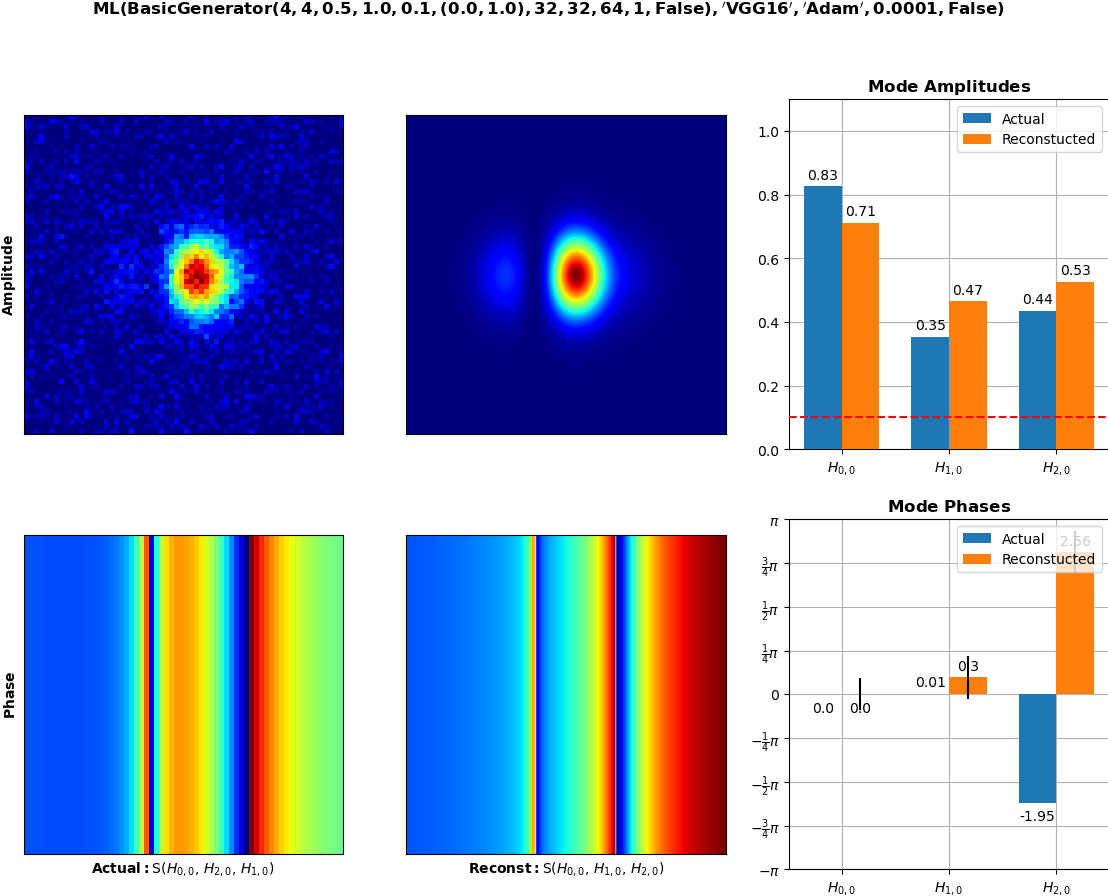 ML(BasicGenerator(4, 4, 0.5, 1.0, 0.1, (0.0, 1.0), 32, 32, 64, 1, False), ′VGG16′, ′Adam′, 0.0001, False)
Amplitude
Mode Amplitudes
Actual
Reconstucted
1.0
0.8
0.6
0.4
0.2
0.0
0.83
0.71
0.35
0.47
0.44
0.53
H0,0
H1,0
H2,0
Phase
Actual: S(H0,0, H2,0, H1,0)
Reconst: S(H0,0, H1,0, H2,0)
Mode Phases
Actual
Reconstucted
π
3/4π
1/2π
1/4π
0
−1/4π
−1/2π
−3/4π
−π
0.0
0.0
0.01
0.3
-1.95
2.56
H0,0
H1,0
H2,0